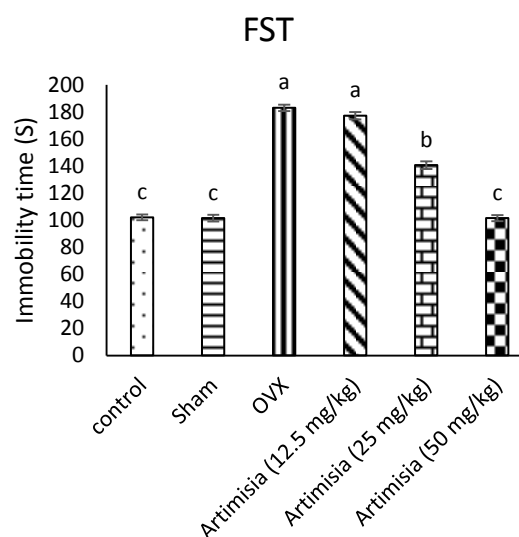 FST
Immobility time (S)
200
180
160
140
120
100
80
60
40
20
0
c
c
a
a
b
c
control
Sham
OVX
Artimisia (12.5 mg/kg)
Artimisia (25 mg/kg)
Artimisia (50 mg/kg)